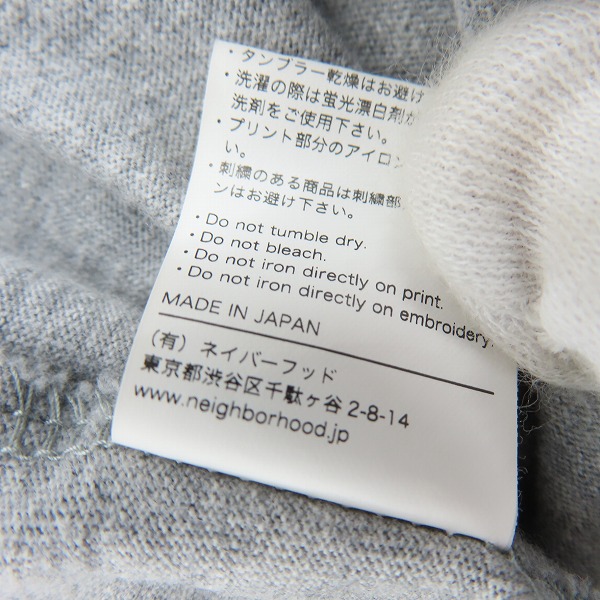 ・タンブラー乾燥はお避け
・洗濯の際は蛍光漂白剤が
洗剤をご使用下さい。
・プリント部分のアイロン
い。
・刺繍のある商品は刺繍部
ンはお避け下さい。
・Do not tumble dry.
・Do not bleach.
・Do not iron directly on print.
・Do not iron directly on embroidery.
MADE IN JAPAN
(有) ネイバーフッド
東京都渋谷区千駄ヶ谷 2-8-14
www.neighborhood.jp